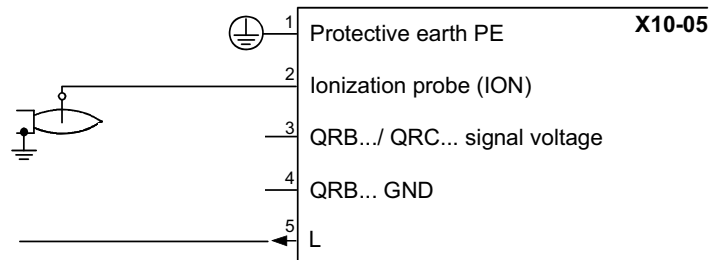 X10-05
1 Protective earth PE
2 Ionization probe (ION)
3 QRB.../ QRC... signal voltage
4 QRB... GND
5 L